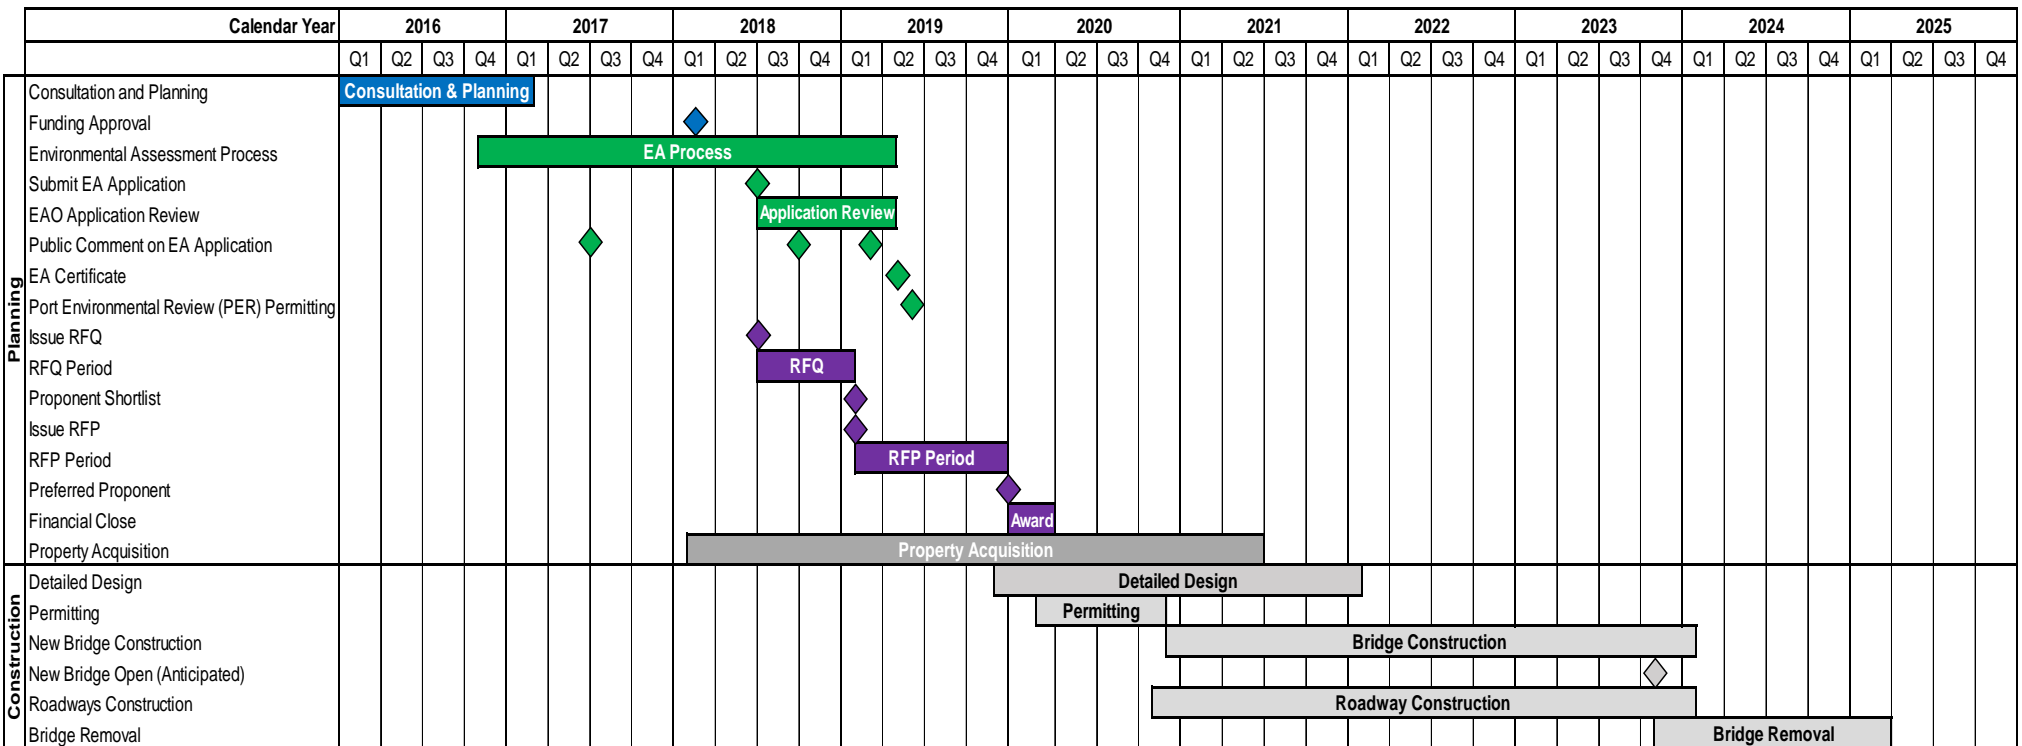 Calendar Year 2016 2017 2018 2019 2020 2021 2022 2023 2024 2025
Q1 Q2 Q3 Q4 Q1 Q2 Q3 Q4 Q1 Q2 Q3 Q4 Q1 Q2 Q3 Q4 Q1 Q2 Q3 Q4 Q1 Q2 Q3 Q4 Q1 Q2 Q3 Q4 Q1 Q2 Q3 Q4 Q1 Q2 Q3 Q4 Q1 Q2 Q3 Q4
Planning
Consultation and Planning Consultation & Planning
Funding Approval
Environmental Assessment Process EA Process
Submit EA Application
EAO Application Review Application Review
Public Comment on EA Application
EA Certificate
Port Environmental Review (PER) Permitting
Issue RFQ
RFQ Period RFQ
Proponent Shortlist
Issue RFP
RFP Period RFP Period
Preferred Proponent
Financial Close Award
Property Acquisition Property Acquisition
Construction
Detailed Design Detailed Design
Permitting Permitting
New Bridge Construction Bridge Construction
New Bridge Open (Anticipated)
Roadways Construction Roadway Construction
Bridge Removal Bridge Removal